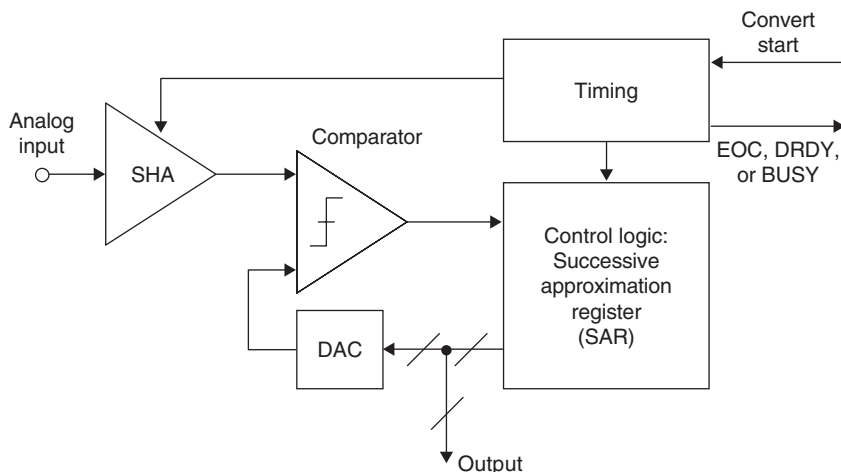 Convert
start
Timing
Analog
input
SHA
Comparator
EOC, DRDY,
or BUSY
Control logic:
Successive
approximation
register
(SAR)
DAC
Output